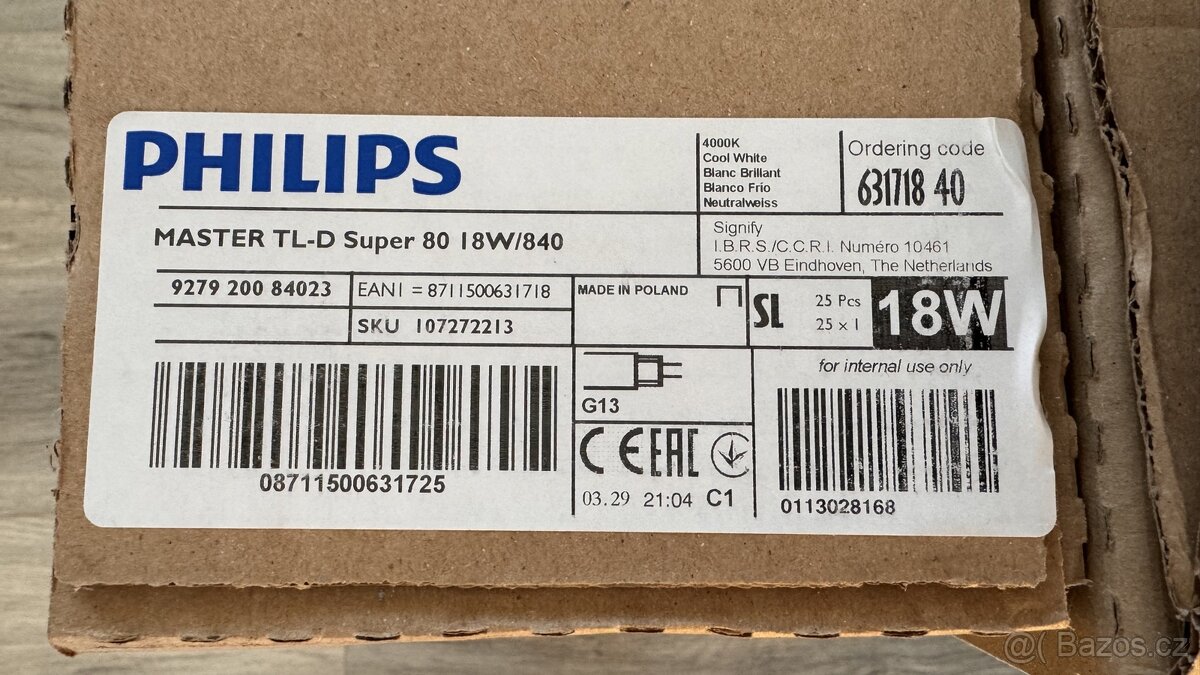 PHILIPS
4000K
Cool White
Blanc Brillant
Blanco Frío
Neutralweiss
Ordering code
631718 40
MASTER TL-D Super 80 18W/840
Signify
I.B.R.S./C.C.R.I. Numéro 10461
5600 VB Eindhoven, The Netherlands
9279 200 84023
EAN1 = 8711500631718
SKU 107272213
MADE IN POLAND
SL
25 Pcs
25 x 1
18W
for internal use only
G13
CE EAC
03.29 21:04 C1
08711500631725
0113028168
@( Bazos.cz